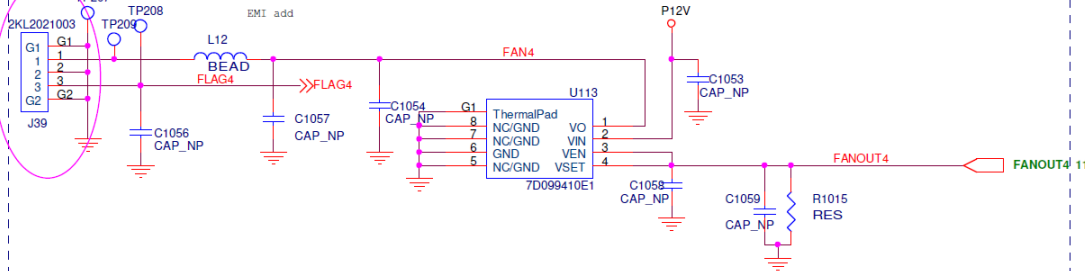 EMI add
TP208
P12V
2KL2021003
TP209
G1
G1
1
1
2
2
3
3
G2
G2
J39
L12
BEAD
FLAG4
FLAG4
FAN4
C1053
CAP_NP
C1056
CAP_NP
C1057
CAP_NP
C1054
CAP_NP
U113
G1
8
7
6
5
ThermalPad
NC/GND
NC/GND
GND
NC/GND
VO
VIN
VEN
VSET
1
2
3
4
7D099410E1
C1058
CAP_NP
FANOUT4
FANOUT4
C1059
CAP_NP
R1015
RES